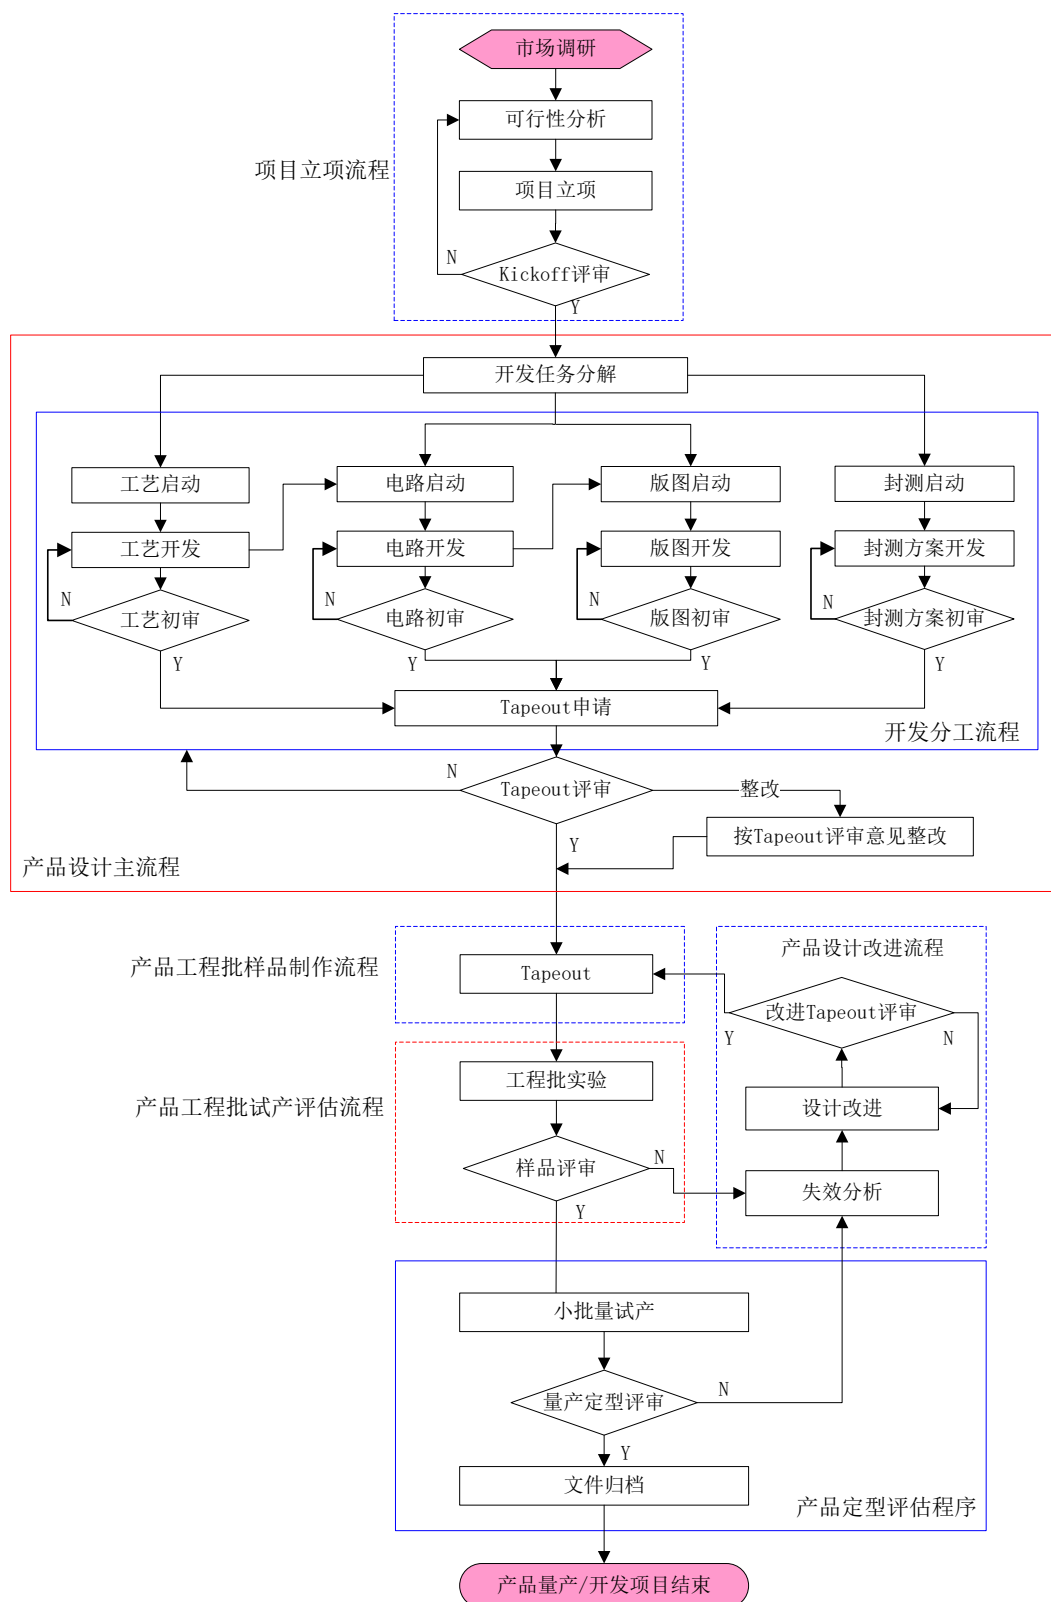 市场调研
可行性分析
项目立项流程
项目立项
N
Kickoff评审
Y
开发任务分解
工艺启动
电路启动
版图启动
封测启动
工艺开发
电路开发
版图开发
封测方案开发
N
工艺初审
N
电路初审
N
版图初审
N
封测方案初审
Y
Y
Y
Y
Tapeout申请
开发分工流程
N
Tapeout评审
整改
按Tapeout评审意见整改
Y
产品设计主流程
产品工程批样品制作流程
Tapeout
产品设计改进流程
改进Tapeout评审
Y
N
工程批实验
产品工程批试产评估流程
设计改进
样品评审
N
失效分析
Y
小批量试产
量产定型评审
N
Y
文件归档
产品定型评估程序
产品量产/开发项目结束